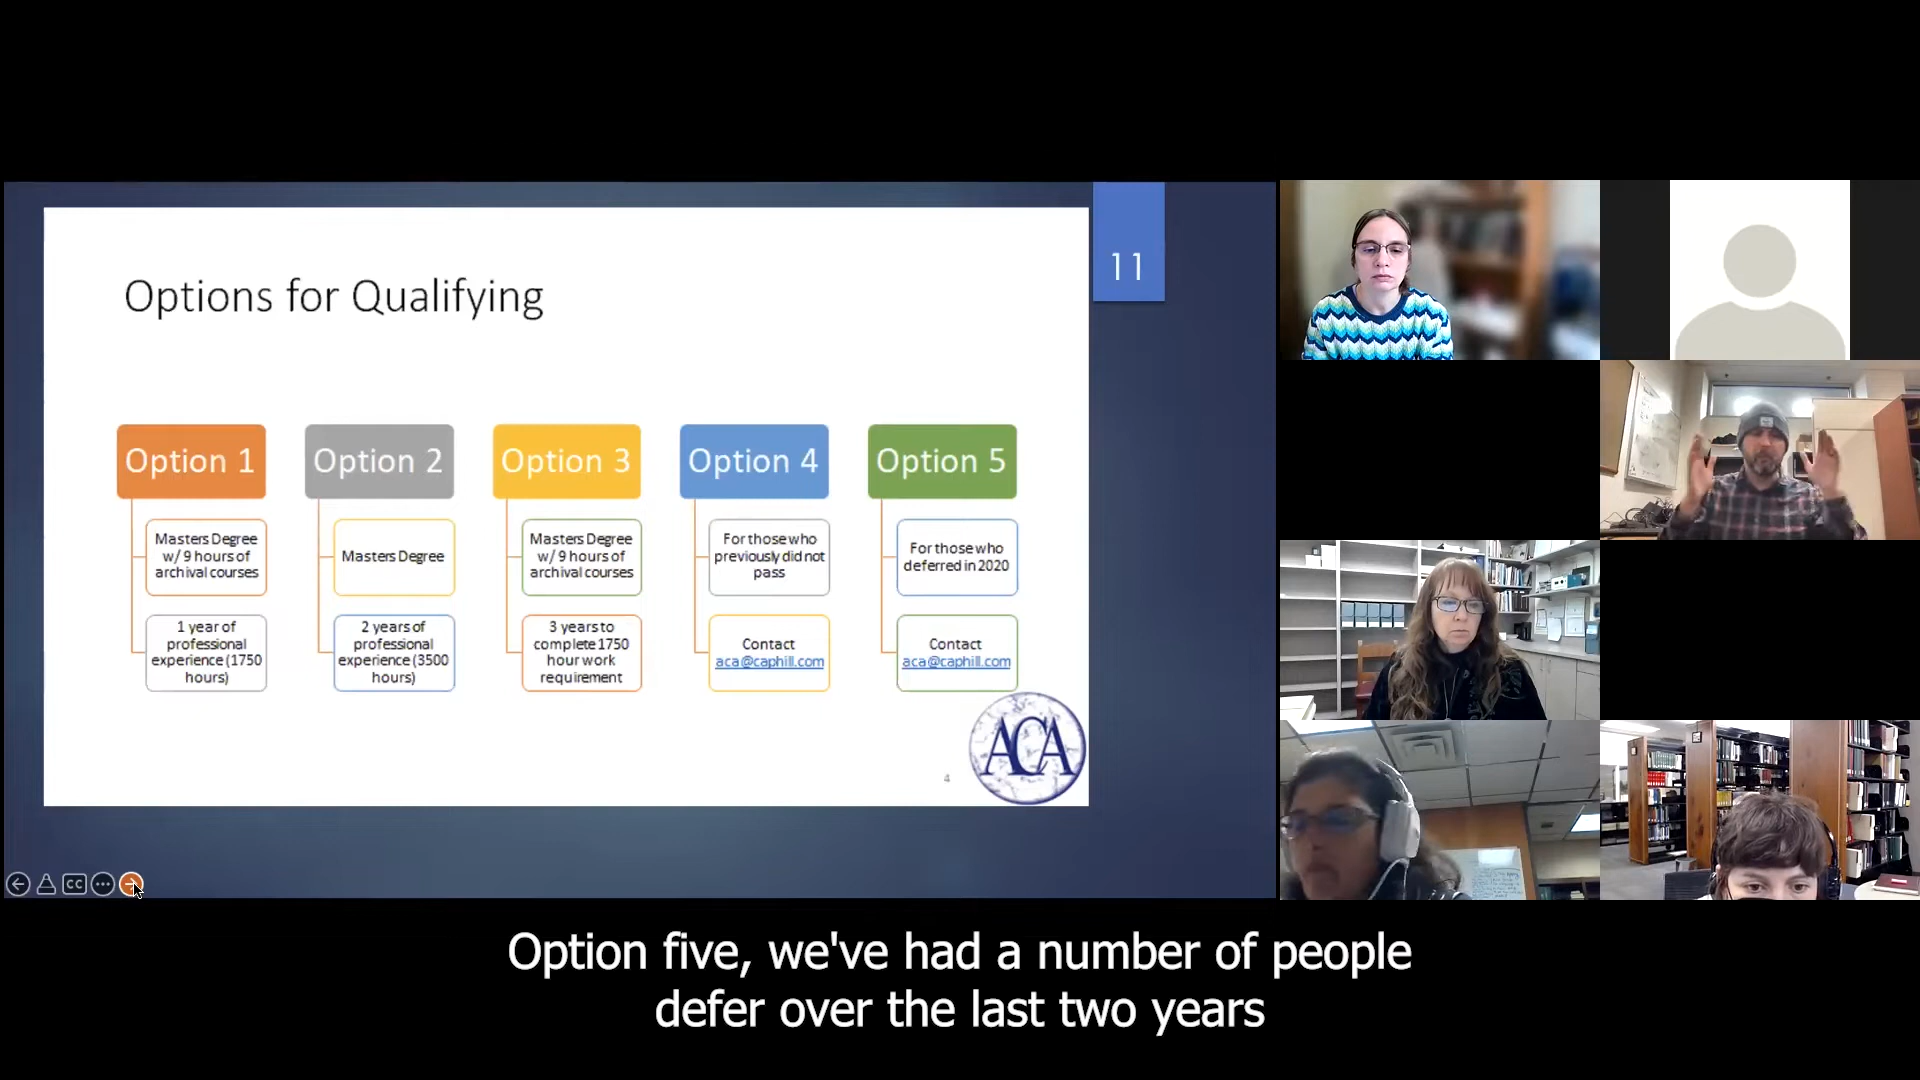 11
Options for Qualifying
Option 1
Masters Degree
w/ 9 hours of
archival courses
1 year of
professional
experience (1750
hours)
Option 2
Masters Degree
2 years of
professional
experience (3500
hours)
Option 3
Masters Degree
w/ 9 hours of
archival courses
3 years to
complete 1750
hour work
requirement
Option 4
For those who
previously did not
pass
Contact
aca@caphill.com
Option 5
For those who
deferred in 2020
Contact
aca@caphill.com
4
ACA
CC
Option five, we've had a number of people
defer over the last two years